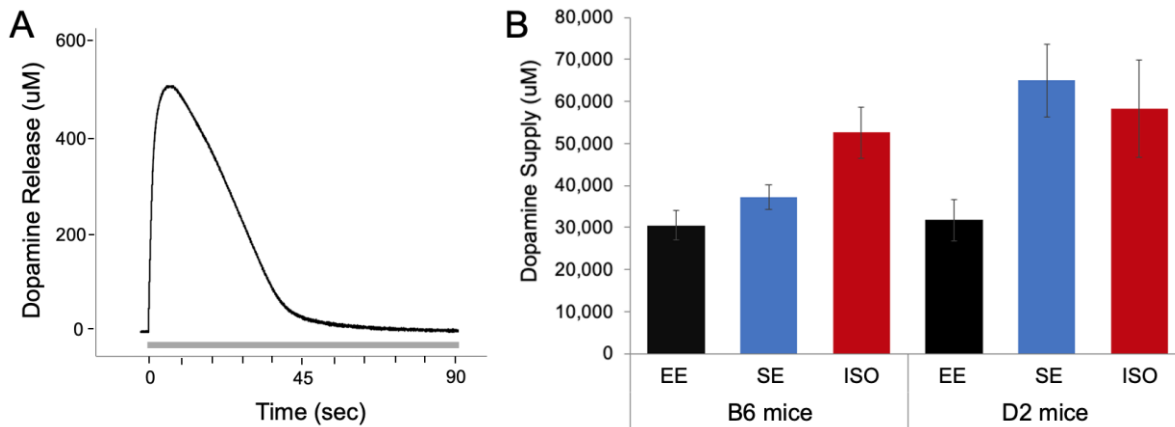 A
Dopamine Release (uM)
600
400
200
0
0 45 90
Time (sec)
B
Dopamine Supply (uM)
80,000
70,000
60,000
50,000
40,000
30,000
20,000
10,000
0
EE SE ISO EE SE ISO
B6 mice D2 mice